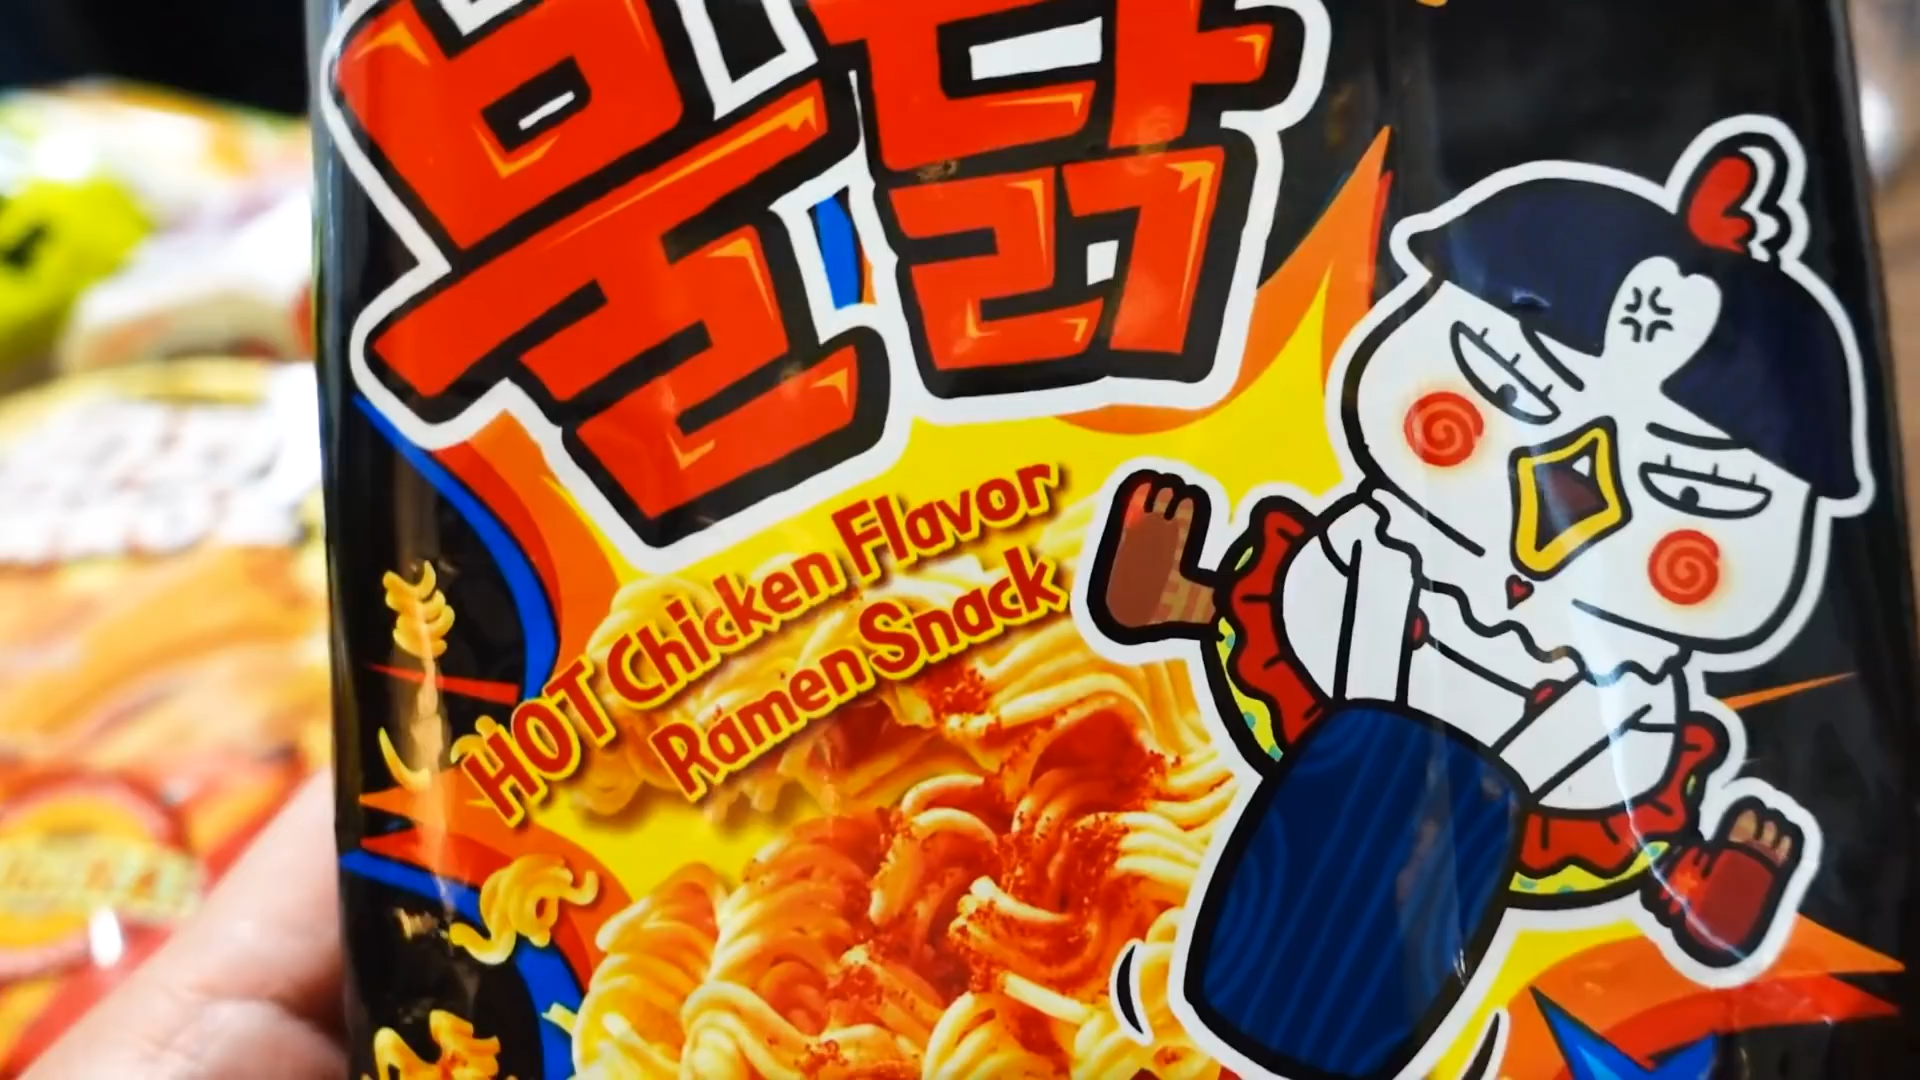 불닭
HOT Chicken Flavor
Ramen Snack